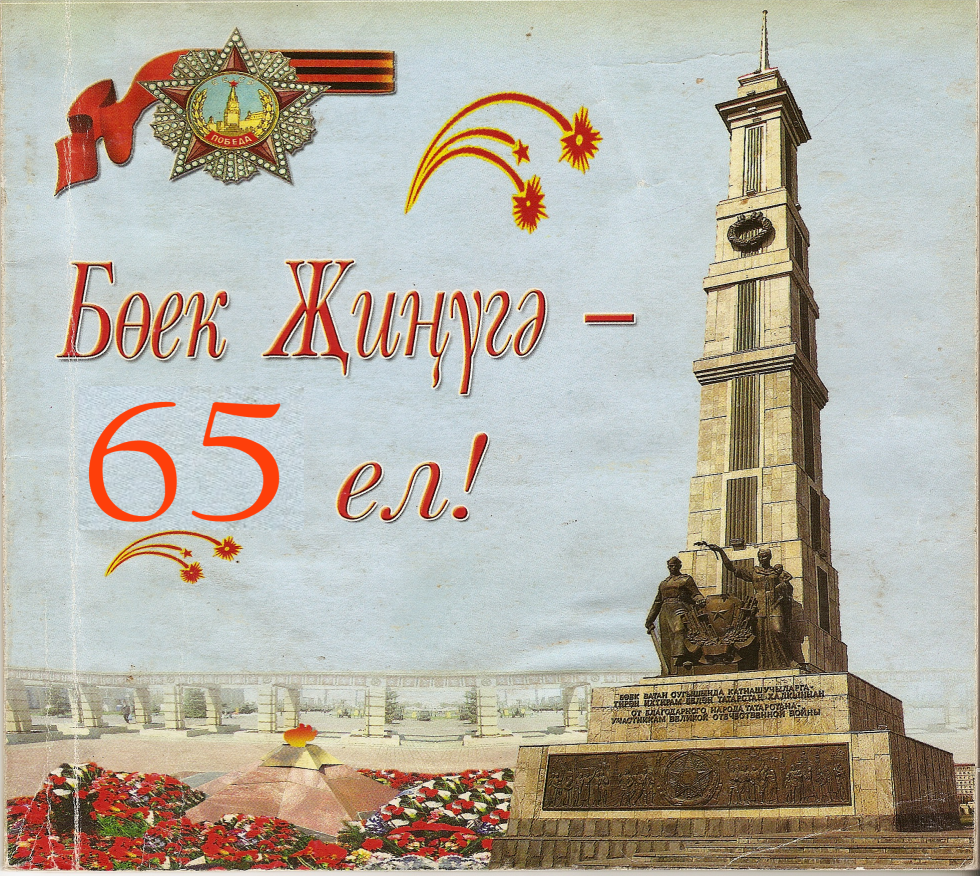 ПОБЕДА
Бөек Җиңүгә –
65 ел!
БӨЕК ВАТАН СУГЫШЫНДА КАТНАШУЧЫЛАРГА-
ТИРӘН ИХТИРАМ БЕЛӘН ТАТАРСТАН ХАЛКЫННАН
ОТ БЛАГОДАРНОГО НАРОДА ТАТАРСТАНА-
УЧАСТНИКАМ ВЕЛИКОЙ ОТЕЧЕСТВЕННОЙ ВОЙНЫ